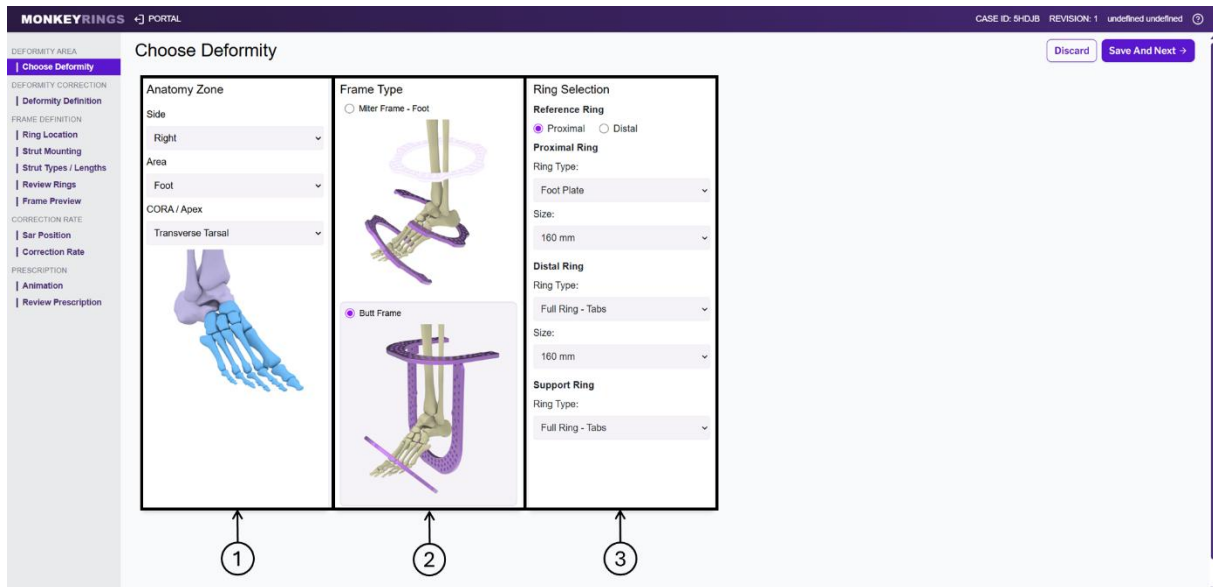 MONKEYRINGS PORTAL CASE ID: 5HDJB REVISION: 1 undefined undefined ?
DEFORMITY AREA
Choose Deformity
DEFORMITY CORRECTION
Deformity Definition
FRAME DEFINITION
Ring Location
Strut Mounting
Strut Types / Lengths
Review Rings
Frame Preview
CORRECTION RATE
Sar Position
Correction Rate
PRESCRIPTION
Animation
Review Prescription
Choose Deformity
Discard
Save And Next →
Anatomy Zone
Side
Right
Area
Foot
CORA / Apex
Transverse Tarsal
Frame Type
Miter Frame - Foot
Butt Frame
Ring Selection
Reference Ring
Proximal Distal
Proximal Ring
Ring Type:
Foot Plate
Size:
160 mm
Distal Ring
Ring Type:
Full Ring - Tabs
Size:
160 mm
Support Ring
Ring Type:
Full Ring - Tabs
1
2
3